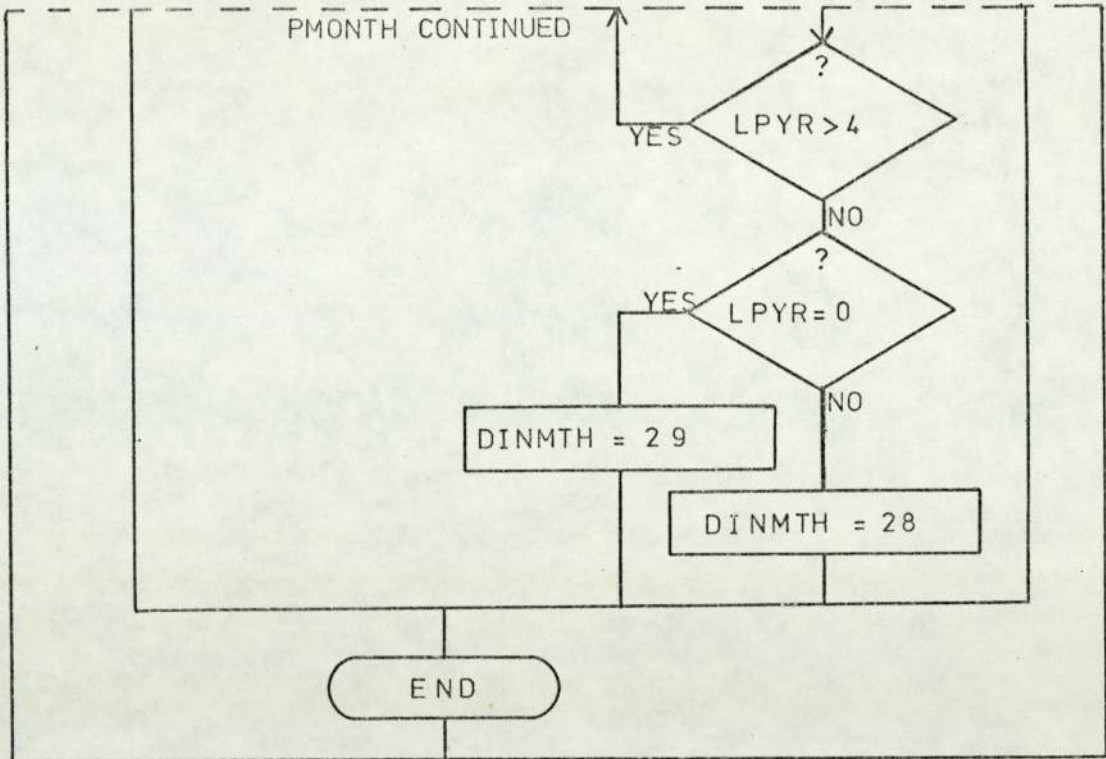 PMONTH CONTINUED
?
LPYR>4
YES
NO
?
YES
LPYR=0
NO
DINMTH = 29
DINMTH = 28
END